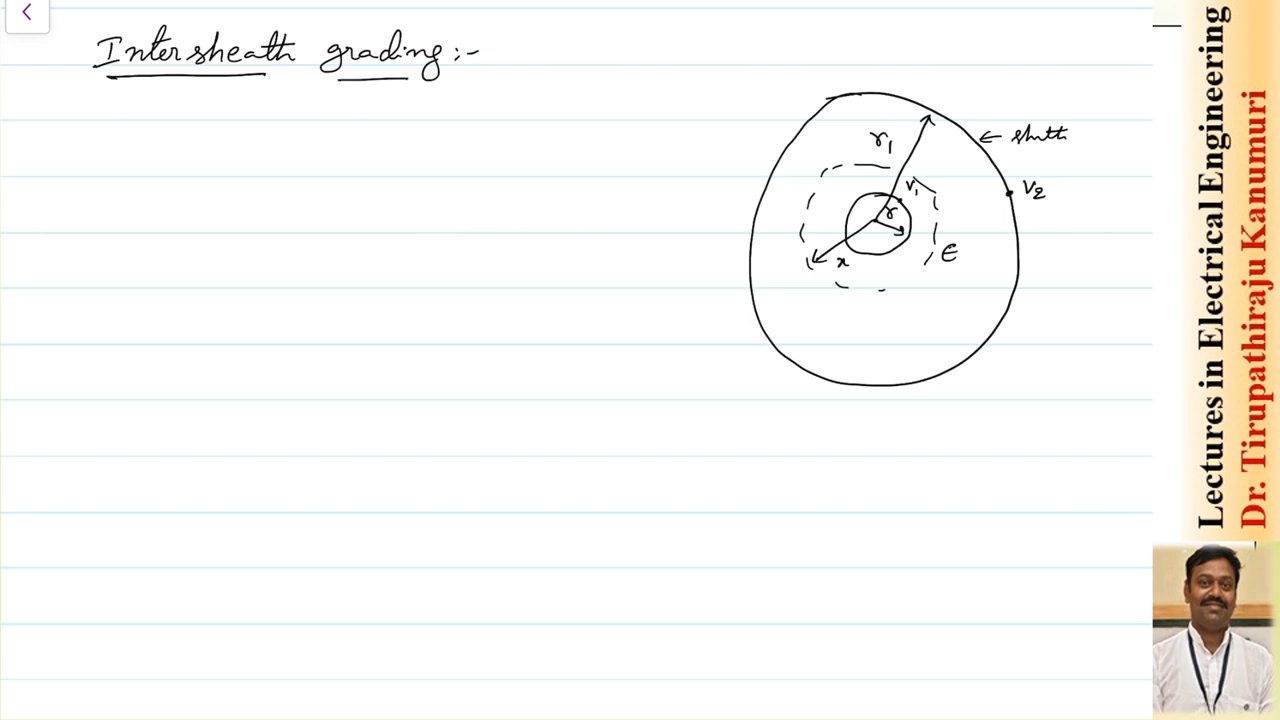 Intersheath grading :-
r1
← sheath
V1
V2
r
x
ε
Lectures in Electrical Engineering
Dr. Tirupathiraju Kanumuri